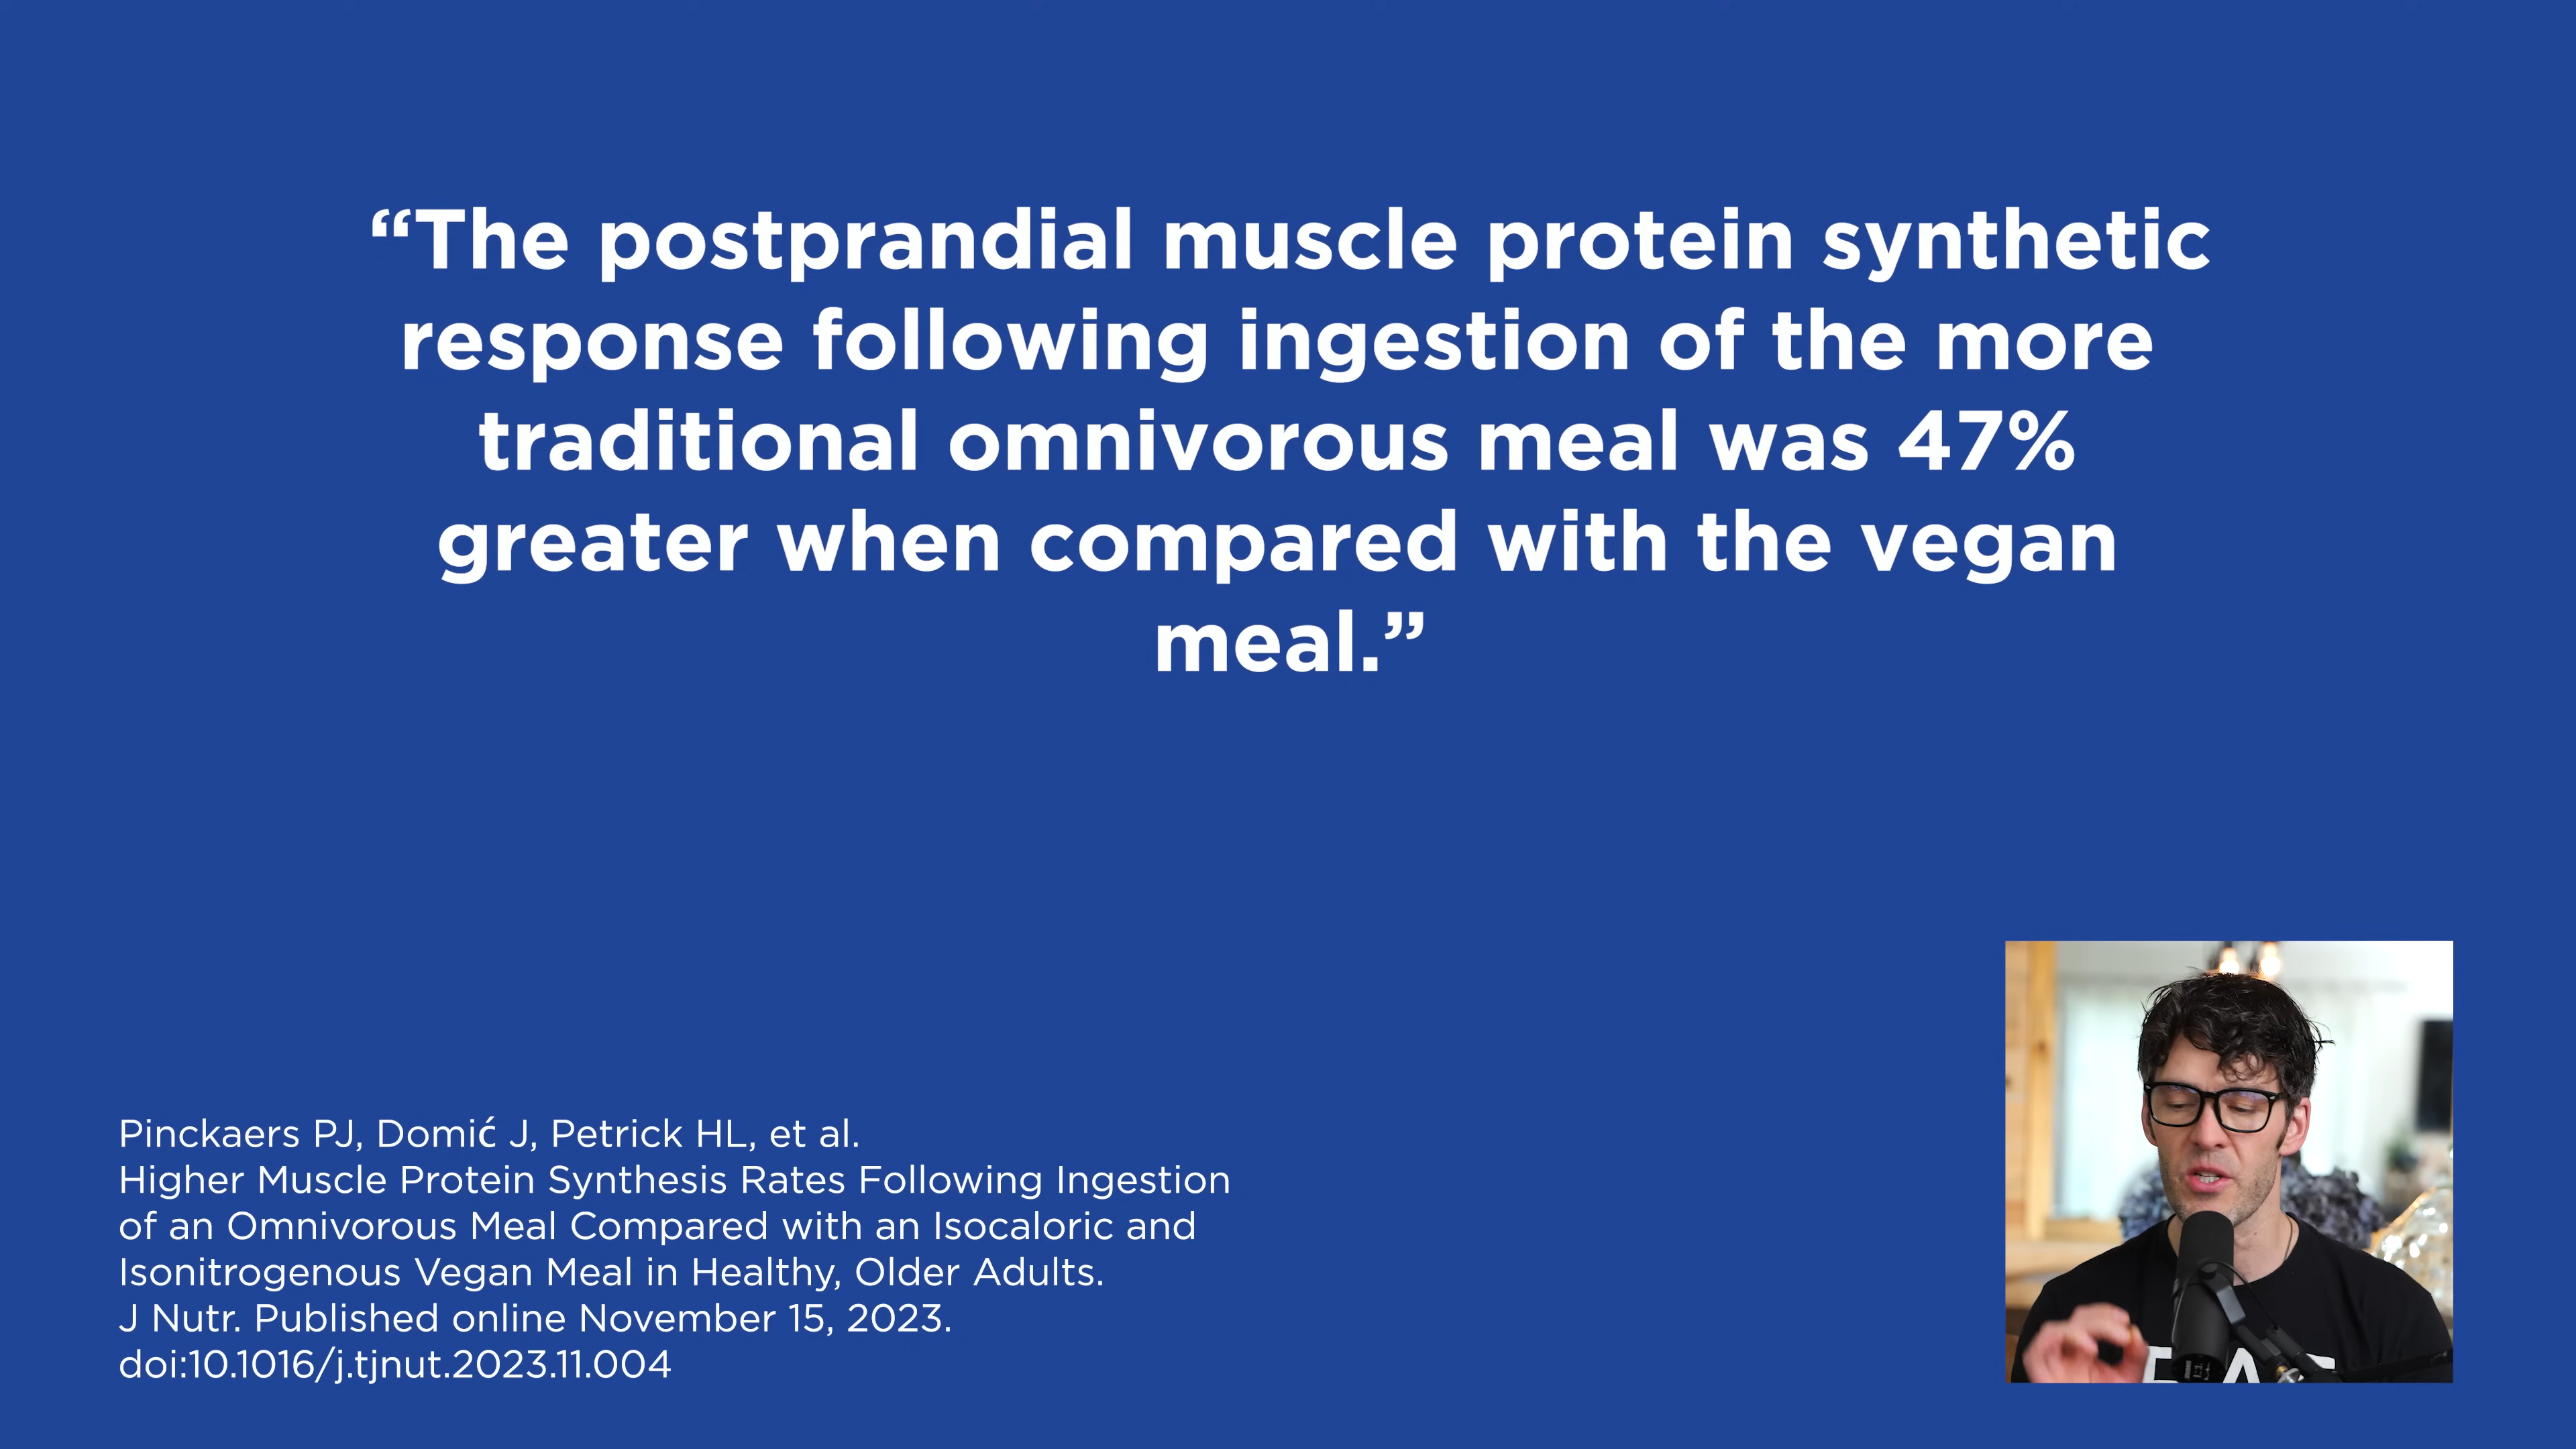 “The postprandial muscle protein synthetic
response following ingestion of the more
traditional omnivorous meal was 47%
greater when compared with the vegan
meal.”
Pinckaers PJ, Domić J, Petrick HL, et al.
Higher Muscle Protein Synthesis Rates Following Ingestion
of an Omnivorous Meal Compared with an Isocaloric and
Isonitrogenous Vegan Meal in Healthy, Older Adults.
J Nutr. Published online November 15, 2023.
doi:10.1016/j.tjnut.2023.11.004